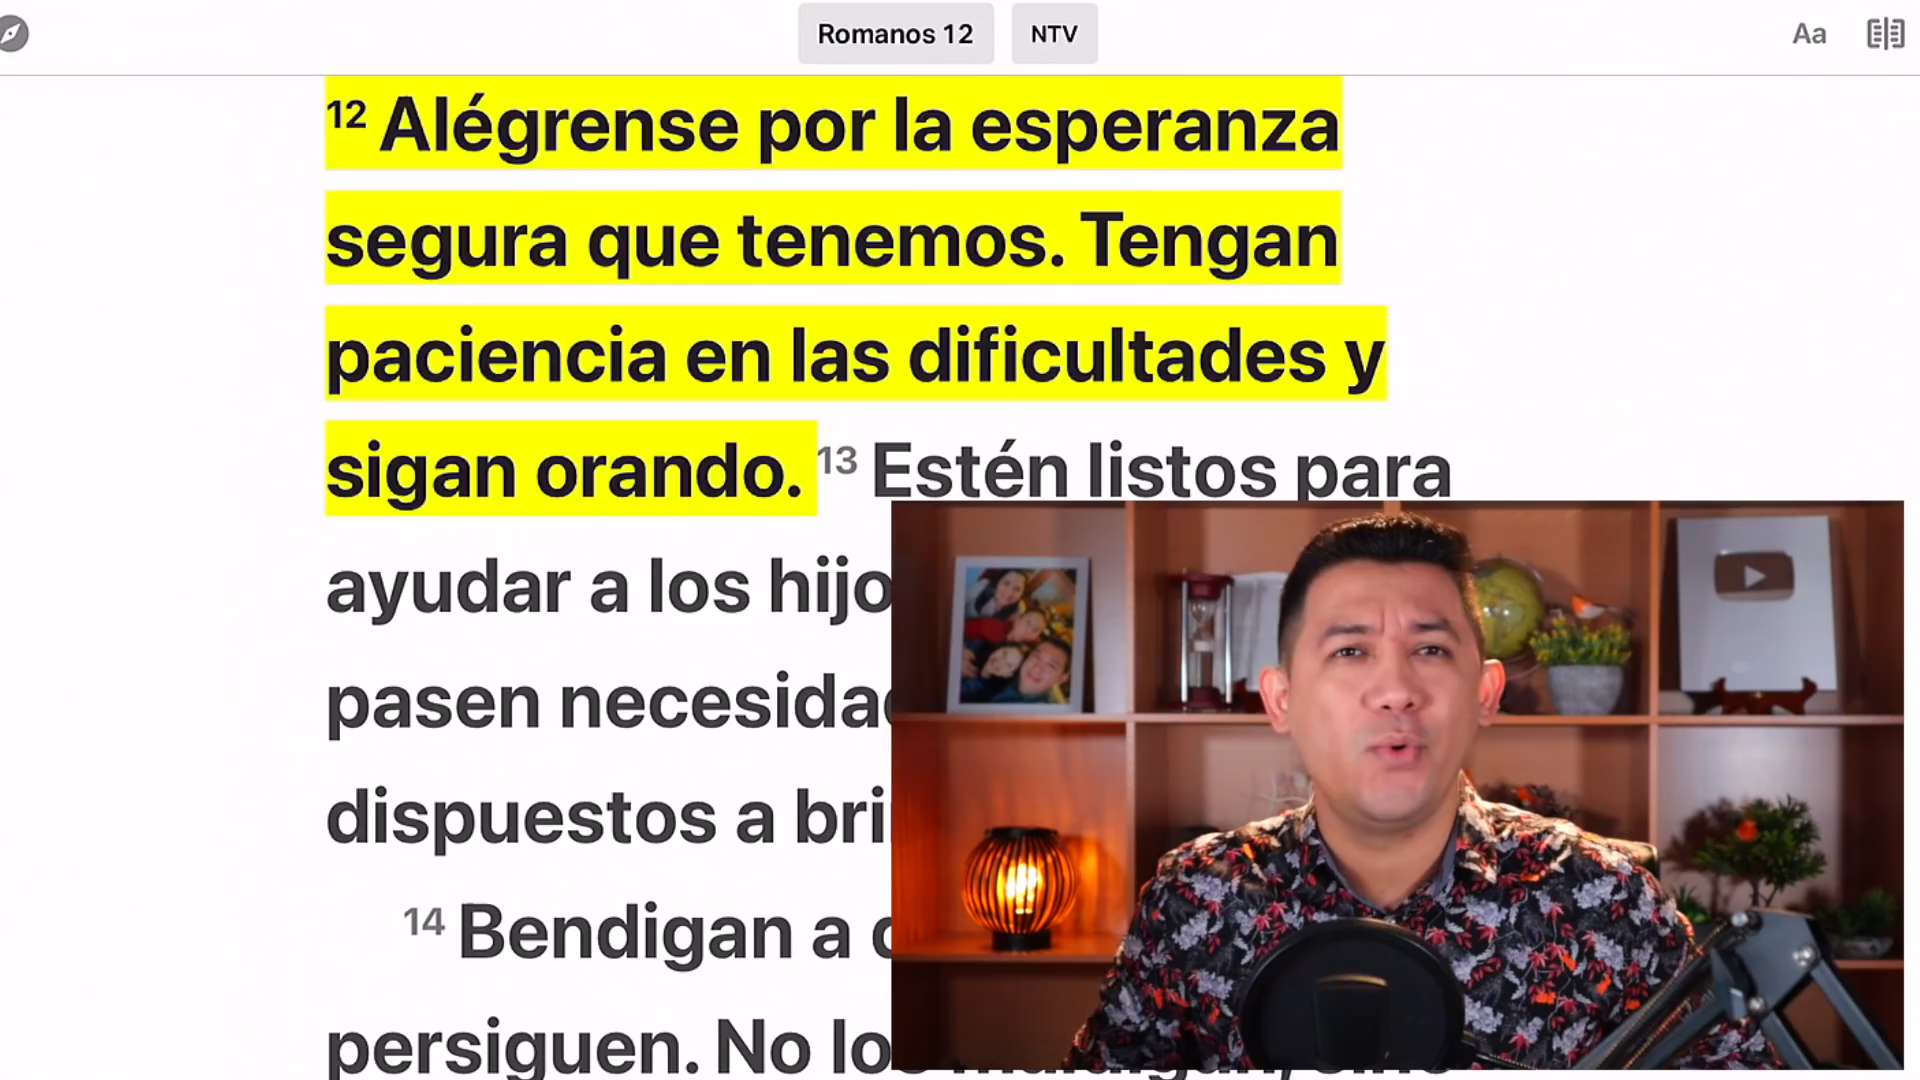 Romanos 12 NTV Aa
12 Alégrense por la esperanza
segura que tenemos. Tengan
paciencia en las dificultades y
sigan orando. 13 Estén listos para
ayudar a los hijo
pasen necesidad
dispuestos a bri
14 Bendigan a
persiguen. No lo